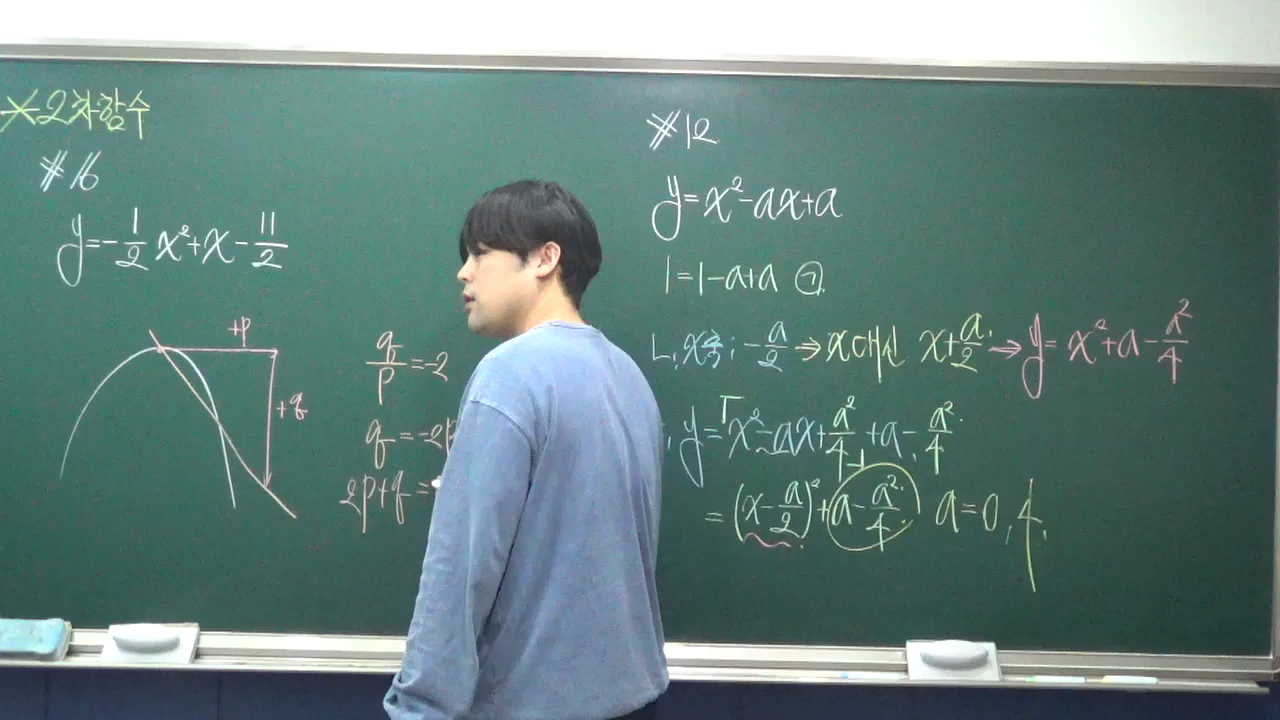 ※2차함수
#16
y=-1/2 x²+x-11/2
+p
+q
q/p=-2
q=-2p
2p+q=
#12
y=x²-ax+a
1=1-a+a ㉠
ㄴ, x축; -a/2 ⇒ x대신 x+a/2. → y=x²+a-a²/4
y=x²-ax+a²/4+a-a²/4
=(x-a/2)²+a-a²/4. a=0, 4.